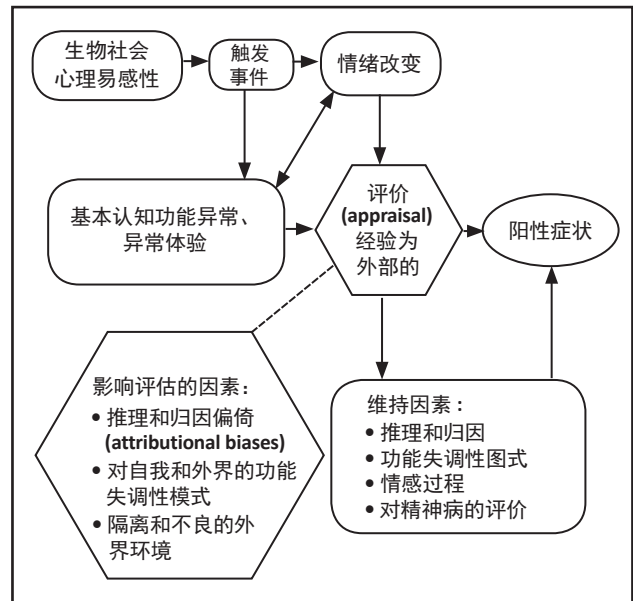 生物社会
心理易感性
触发
事件
情绪改变
基本认知功能异常、
异常体验
评价
(appraisal)
经验为
外部的
阳性症状
影响评估的因素：
• 推理和归因偏倚
(attributional biases)
• 对自我和外界的功能
失调性模式
• 隔离和不良的外
界环境
维持因素：
• 推理和归因
• 功能失调性图式
• 情感过程
• 对精神病的评价